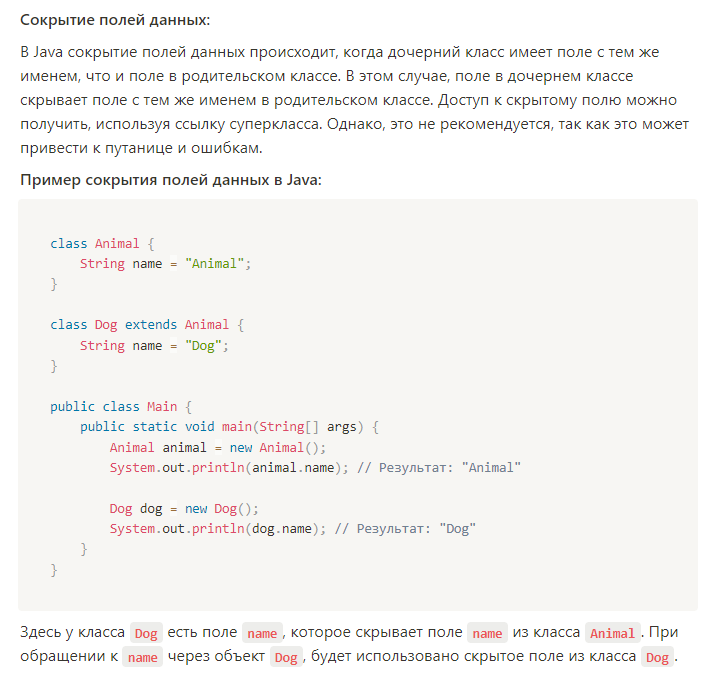 Сокрытие полей данных:
В Java сокрытие полей данных происходит, когда дочерний класс имеет поле с тем же
именем, что и поле в родительском классе. В этом случае, поле в дочернем классе
скрывает поле с тем же именем в родительском классе. Доступ к скрытому полю можно
получить, используя ссылку суперкласса. Однако, это не рекомендуется, так как это может
привести к путанице и ошибкам.
Пример сокрытия полей данных в Java:
class Animal {
    String name = "Animal";
}

class Dog extends Animal {
    String name = "Dog";
}

public class Main {
    public static void main(String[] args) {
        Animal animal = new Animal();
        System.out.println(animal.name); // Результат: "Animal"

        Dog dog = new Dog();
        System.out.println(dog.name); // Результат: "Dog"
    }
}
Здесь у класса Dog есть поле name, которое скрывает поле name из класса Animal. При
обращении к name через объект Dog, будет использовано скрытое поле из класса Dog.